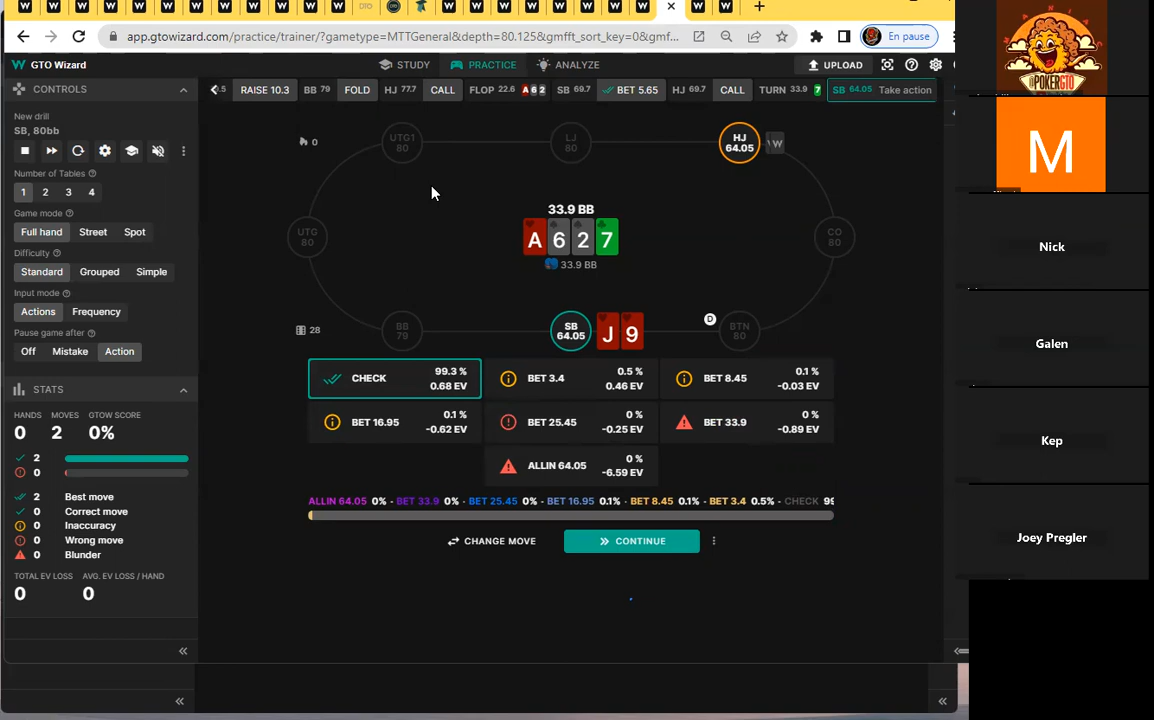 app.gtowizard.com/practice/trainer/?gametype=MTTGeneral&depth=80.125&gmfft_sort_key=0&gmf...
En pause
GTO Wizard
STUDY
PRACTICE
ANALYZE
UPLOAD
CONTROLS
RAISE 10.3 BB 79 FOLD HJ 77.7 CALL FLOP 22.6 A 6 2 SB 69.7 BET 5.65 HJ 69.7 CALL TURN 33.9 7 SB 64.05 Take action
New drill
SB, 80bb
Number of Tables
1 2 3 4
Game mode
Full hand Street Spot
Difficulty
Standard Grouped Simple
Input mode
Actions Frequency
Pause game after
Off Mistake Action
STATS
HANDS MOVES GTOW SCORE
0 2 0%
2
0
2 Best move
0 Correct move
0 Inaccuracy
0 Wrong move
0 Blunder
TOTAL EV LOSS AVG. EV LOSS / HAND
0 0
0
UTG1
80
LJ
80
HJ
64.05
W
UTG
80
33.9 BB
A 6 2 7
33.9 BB
CO
80
28
BB
79
SB
64.05
J 9
D
BTN
80
CHECK 99.3 % 0.68 EV
BET 3.4 0.5 % 0.46 EV
BET 8.45 0.1 % -0.03 EV
BET 16.95 0.1 % -0.62 EV
BET 25.45 0 % -0.25 EV
BET 33.9 0 % -0.89 EV
ALLIN 64.05 0 % -6.59 EV
ALLIN 64.05 0% · BET 33.9 0% · BET 25.45 0% · BET 16.95 0.1% · BET 8.45 0.1% · BET 3.4 0.5% · CHECK 99
CHANGE MOVE
CONTINUE
@POKERGTO
M
Nick
Galen
Kep
Joey Pregler